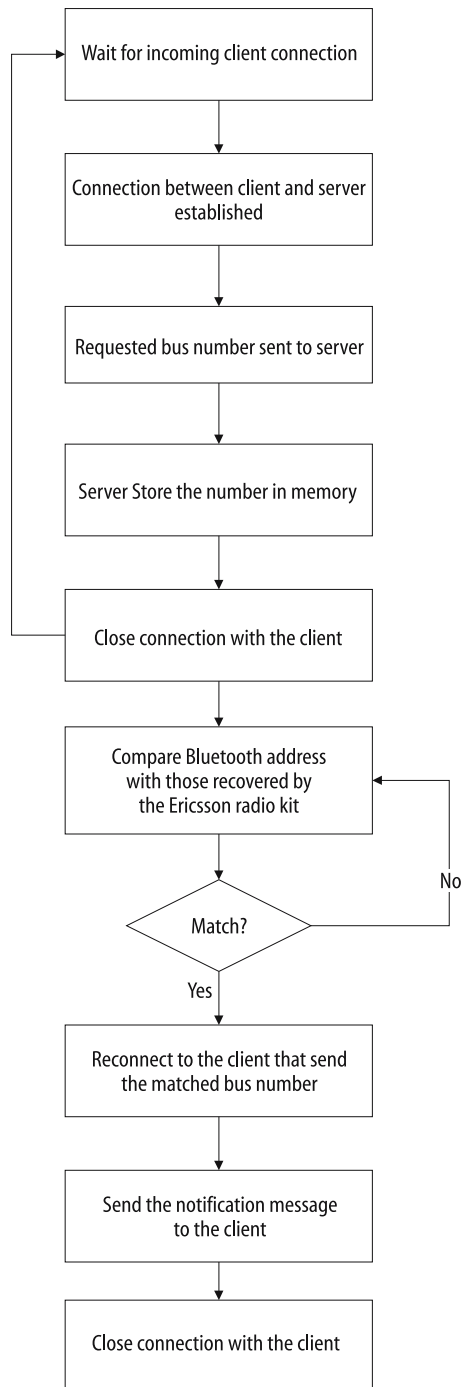 Wait for incoming client connection
Connection between client and server
established
Requested bus number sent to server
Server Store the number in memory
Close connection with the client
Compare Bluetooth address
with those recovered by
the Ericsson radio kit
No
Match?
Yes
Reconnect to the client that send
the matched bus number
Send the notification message
to the client
Close connection with the client